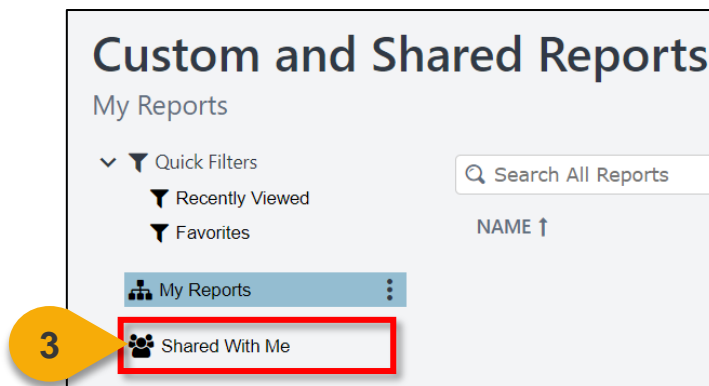 Custom and Shared Reports
My Reports
Quick Filters
Recently Viewed
Favorites
My Reports
3
Shared With Me
Search All Reports
NAME ↑